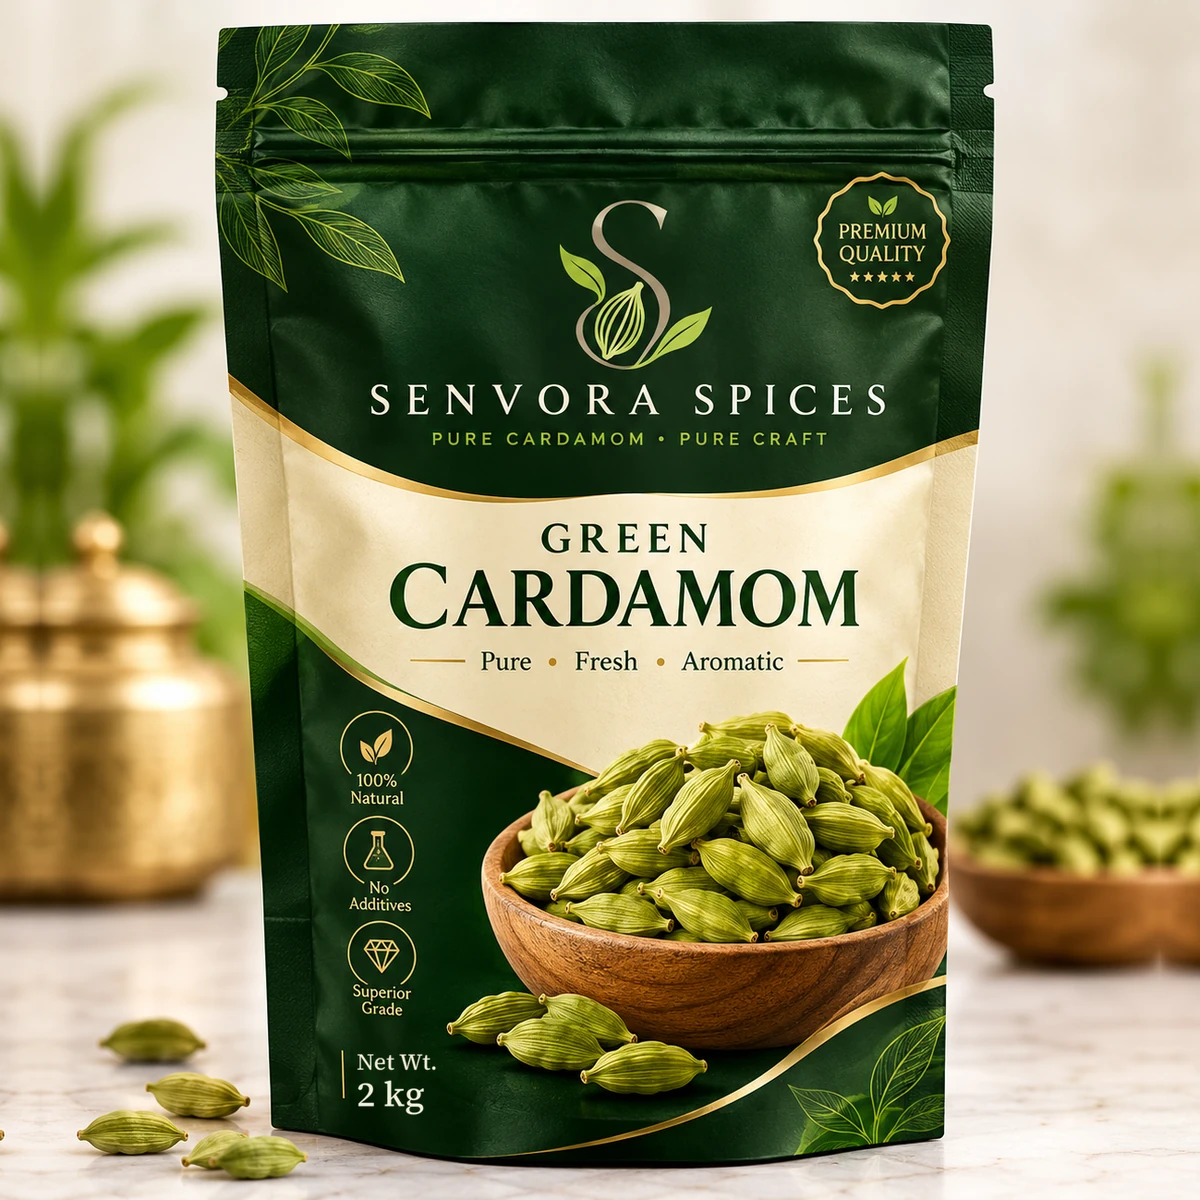 PREMIUM
QUALITY
SENVORA SPICES
PURE CARDAMOM • PURE CRAFT
GREEN
CARDAMOM
Pure • Fresh • Aromatic
100%
Natural
No
Additives
Superior
Grade
Net Wt.
2 kg